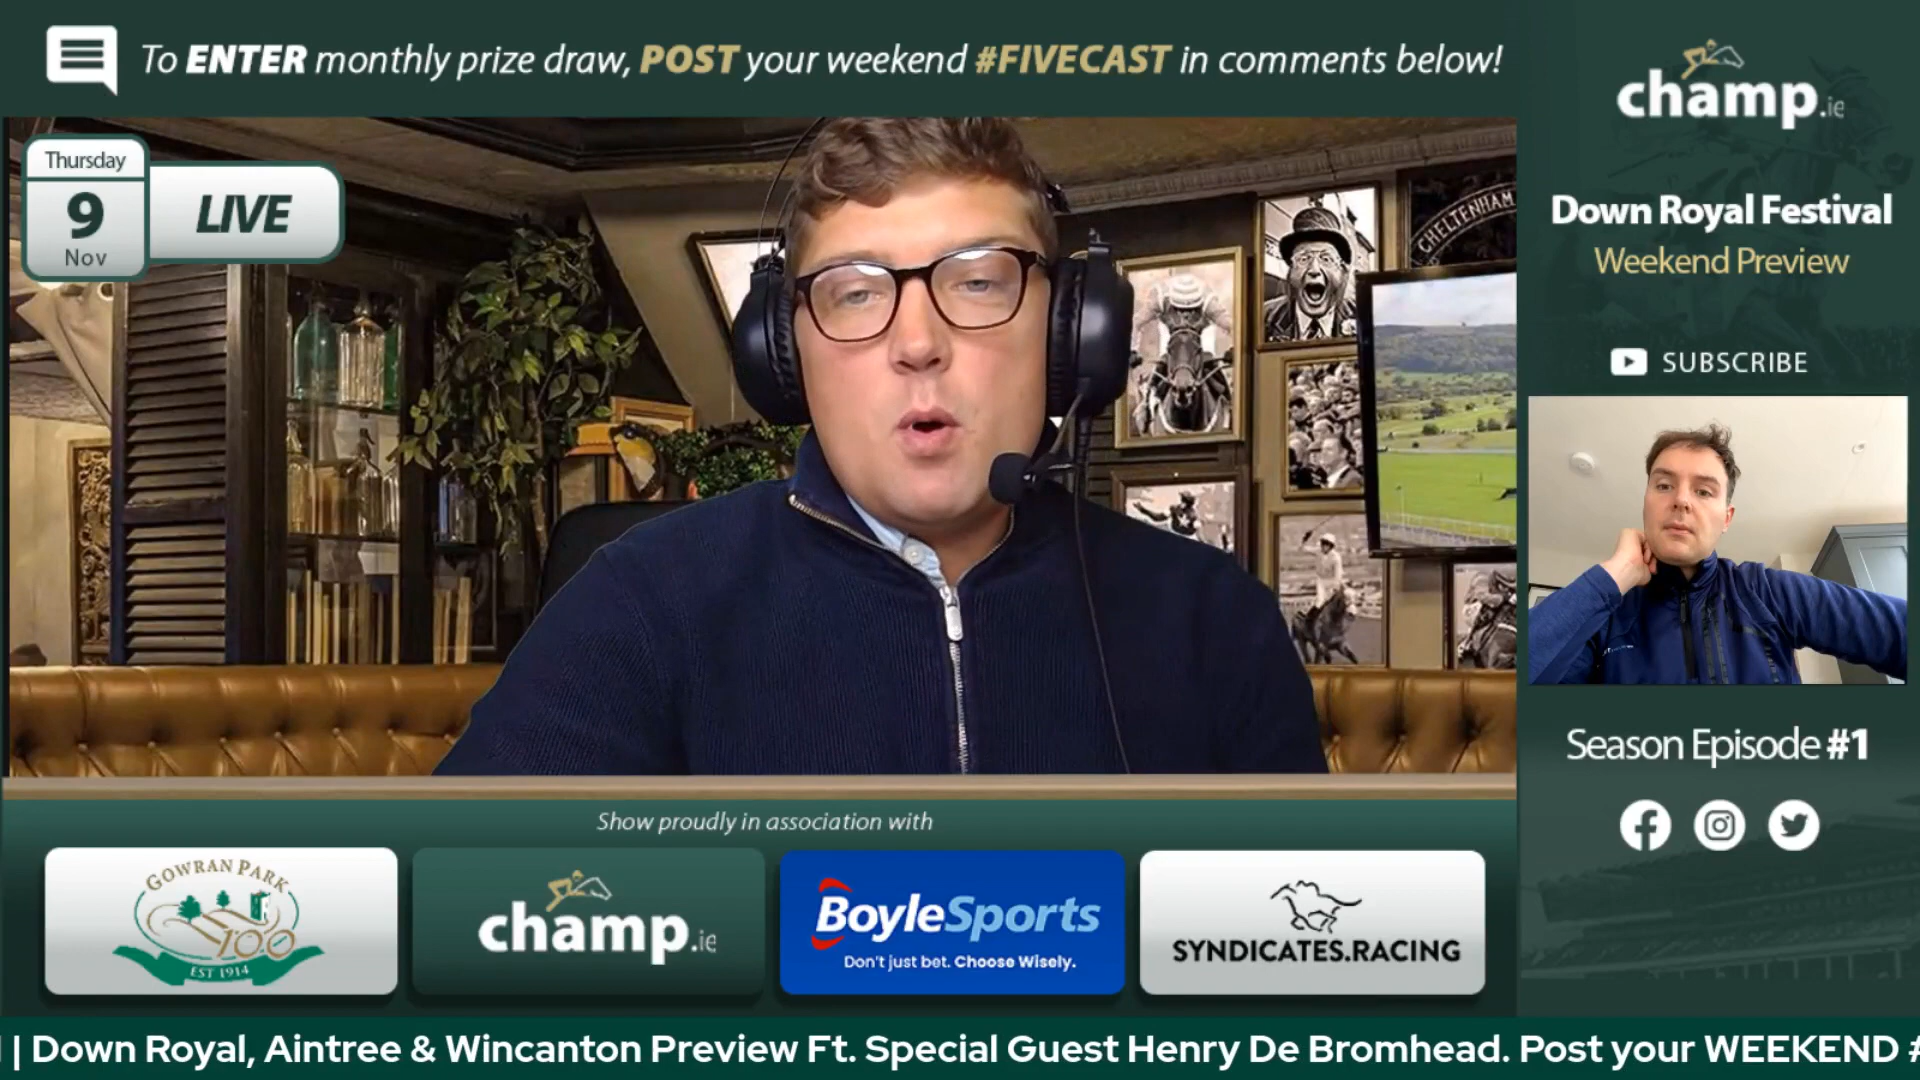 To ENTER monthly prize draw, POST your weekend #FIVECAST in comments below!
Thursday
9
Nov
LIVE
CHELTENHAM
champ.ie
Down Royal Festival
Weekend Preview
SUBSCRIBE
Season Episode #1
Show proudly in association with
GOWRAN PARK
100
EST 1914
champ.ie
BoyleSports
Don't just bet. Choose Wisely.
SYNDICATES.RACING
| Down Royal, Aintree & Wincanton Preview Ft. Special Guest Henry De Bromhead. Post your WEEKEND #